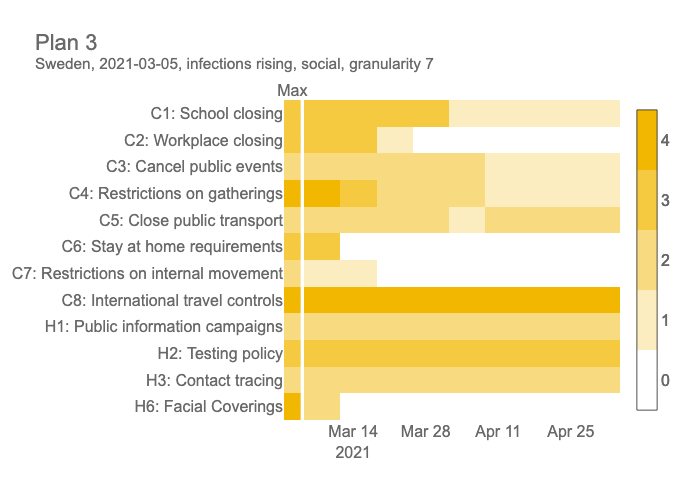 Plan 3
Sweden, 2021-03-05, infections rising, social, granularity 7
Max
C1: School closing
C2: Workplace closing
C3: Cancel public events
C4: Restrictions on gatherings
C5: Close public transport
C6: Stay at home requirements
C7: Restrictions on internal movement
C8: International travel controls
H1: Public information campaigns
H2: Testing policy
H3: Contact tracing
H6: Facial Coverings
4
3
2
1
0
Mar 14 Mar 28 Apr 11 Apr 25
2021